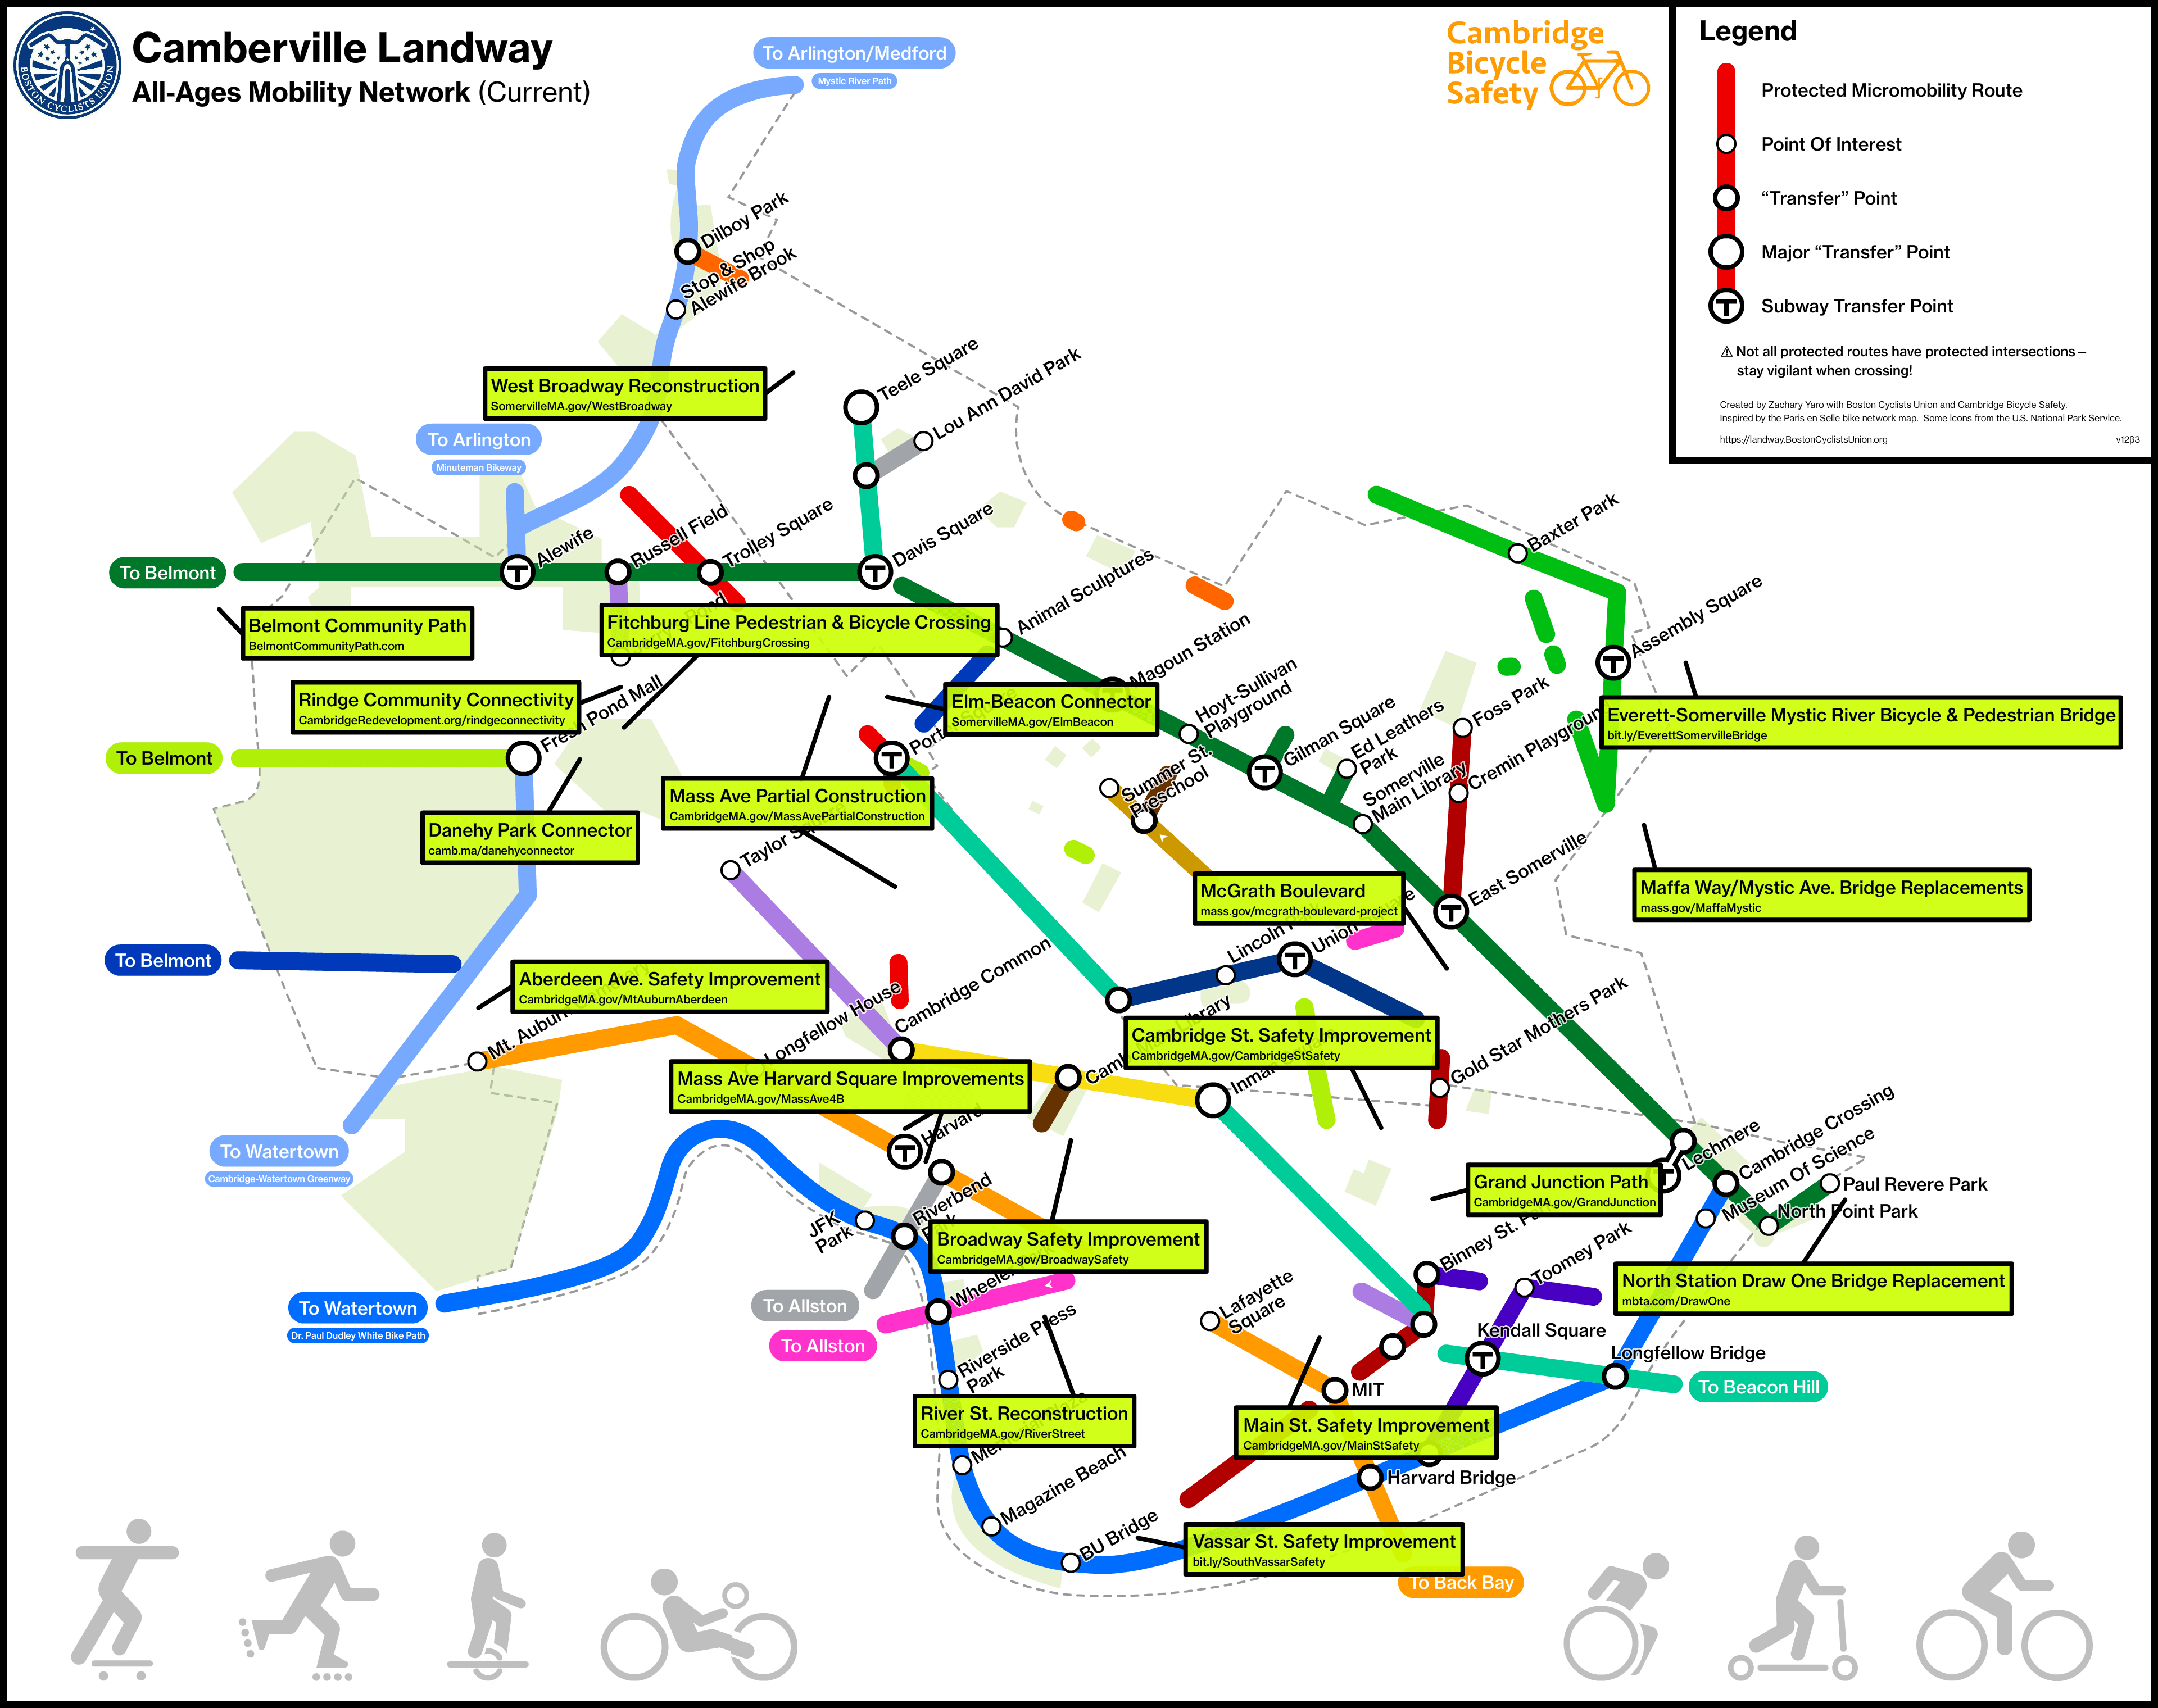 BOSTON CYCLISTS UNION
Camberville Landway
All-Ages Mobility Network (Current)
Cambridge
Bicycle
Safety
Legend
Protected Micromobility Route
Point Of Interest
“Transfer” Point
Major “Transfer” Point
T
Subway Transfer Point
⚠ Not all protected routes have protected intersections –
stay vigilant when crossing!
Created by Zachary Yaro with Boston Cyclists Union and Cambridge Bicycle Safety.
Inspired by the Paris en Selle bike network map. Some icons from the U.S. National Park Service.
https://landway.BostonCyclistsUnion.org
v12β3
To Arlington/Medford
Mystic River Path
Dilboy Park
Stop & Shop
Alewife Brook
West Broadway Reconstruction
SomervilleMA.gov/WestBroadway
Teele Square
Lou Ann David Park
To Arlington
Minuteman Bikeway
Alewife
Russell Field
Trolley Square
Davis Square
Animal Sculptures
Baxter Park
Assembly Square
To Belmont
Belmont Community Path
BelmontCommunityPath.com
Fitchburg Line Pedestrian & Bicycle Crossing
CambridgeMA.gov/FitchburgCrossing
Magoun Station
Rindge Community Connectivity
CambridgeRedevelopment.org/rindgeconnectivity
Fresh Pond Mall
Elm-Beacon Connector
SomervilleMA.gov/ElmBeacon
Hoyt-Sullivan
Playground
Gilman Square
Ed Leathers
Park
Foss Park
Everett-Somerville Mystic River Bicycle & Pedestrian Bridge
bit.ly/EverettSomervilleBridge
To Belmont
Summer St.
Preschool
Somerville
Main Library
Cremin Playground
Mass Ave Partial Construction
CambridgeMA.gov/MassAvePartialConstruction
Danehy Park Connector
camb.ma/danehyconnector
Taylor Square
East Somerville
McGrath Boulevard
mass.gov/mcgrath-boulevard-project
Maffa Way/Mystic Ave. Bridge Replacements
mass.gov/MaffaMystic
To Belmont
Lincoln
Union Square
Aberdeen Ave. Safety Improvement
CambridgeMA.gov/MtAuburnAberdeen
Mt. Auburn
Longfellow House
Cambridge Common
Library
Cambridge St. Safety Improvement
CambridgeMA.gov/CambridgeStSafety
Gold Star Mothers Park
Mass Ave Harvard Square Improvements
CambridgeMA.gov/MassAve4B
Inman
Harvard
To Watertown
Cambridge-Watertown Greenway
Lechmere
Cambridge Crossing
Museum Of Science
Paul Revere Park
North Point Park
Grand Junction Path
CambridgeMA.gov/GrandJunction
JFK
Park
Riverbend
Park
Broadway Safety Improvement
CambridgeMA.gov/BroadwaySafety
Binney St. Park
Toomey Park
North Station Draw One Bridge Replacement
mbta.com/DrawOne
To Watertown
Dr. Paul Dudley White Bike Path
To Allston
To Allston
Wheeler
Lafayette
Square
Kendall Square
Longfellow Bridge
To Beacon Hill
Riverside Press
Park
MIT
River St. Reconstruction
CambridgeMA.gov/RiverStreet
Main St. Safety Improvement
CambridgeMA.gov/MainStSafety
Magazine Beach
Harvard Bridge
BU Bridge
Vassar St. Safety Improvement
bit.ly/SouthVassarSafety
To Back Bay